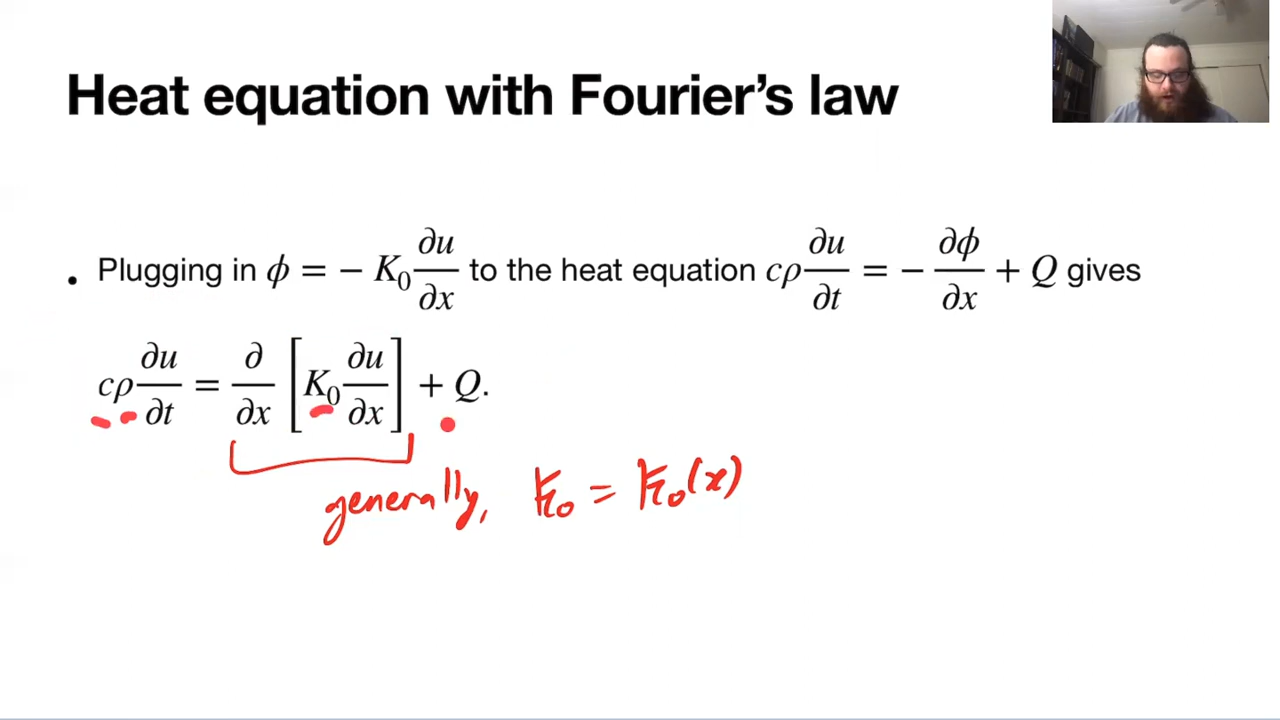 Heat equation with Fourier's law
• Plugging in ϕ = − K₀ ∂u/∂x to the heat equation cρ ∂u/∂t = − ∂ϕ/∂x + Q gives
cρ ∂u/∂t = ∂/∂x [K₀ ∂u/∂x] + Q.
generally, K₀ = K₀(x)